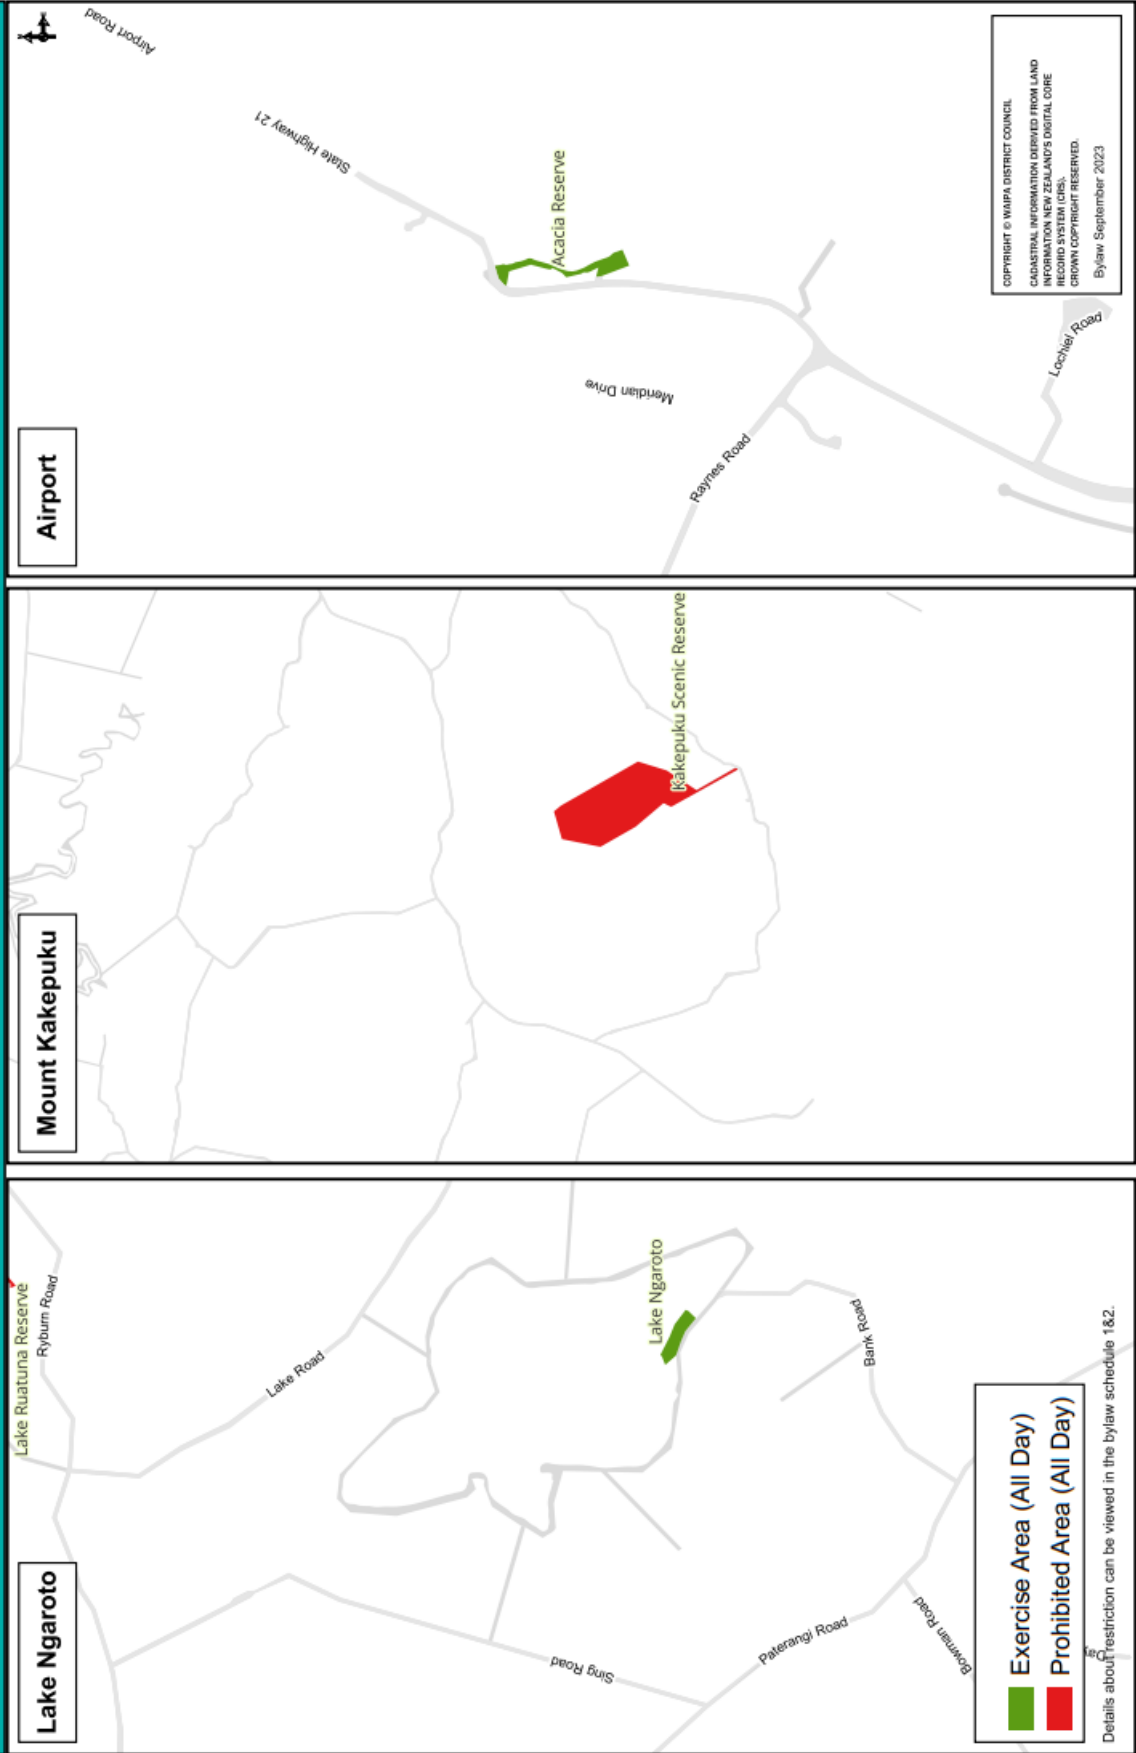 Lake Ngaroto
Lake Ruatuna Reserve
Ryburn Road
Lake Road
Lake Ngaroto
Sing Road
Paterangi Road
Bank Road
Bowman Road
Day
Exercise Area (All Day)
Prohibited Area (All Day)
Details about restriction can be viewed in the bylaw schedule 1&2.
Mount Kakepuku
Kakepuku Scenic Reserve
Airport
Airport Road
State Highway 21
Acacia Reserve
Meridian Drive
Raynes Road
Lochiel Road
COPYRIGHT © WAIPA DISTRICT COUNCIL
CADASTRAL INFORMATION DERIVED FROM LAND
INFORMATION NEW ZEALAND'S DIGITAL CORE
RECORD SYSTEM (CRS).
CROWN COPYRIGHT RESERVED.
Bylaw September 2023